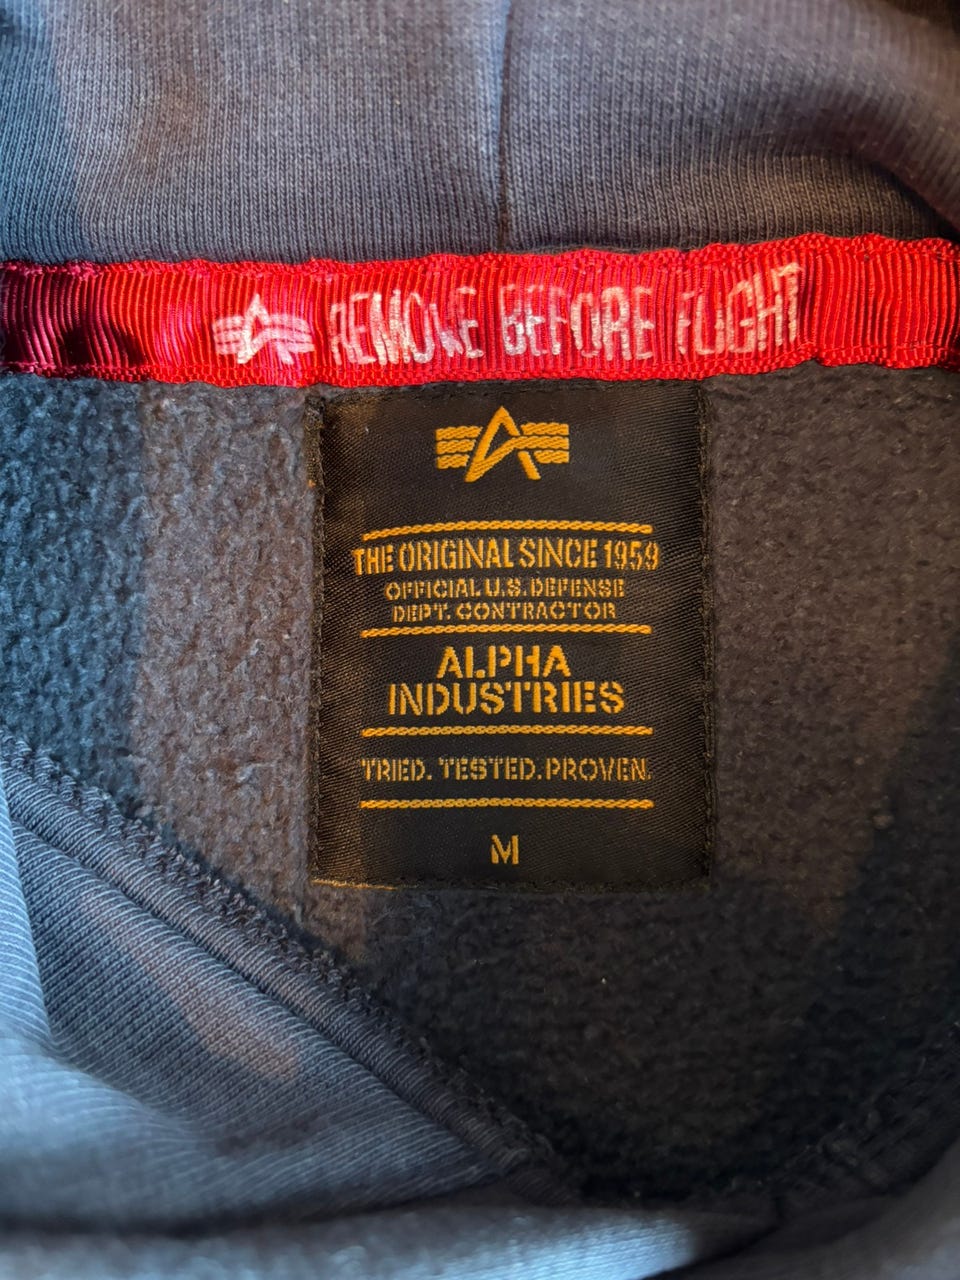 REMOVE BEFORE FLIGHT
THE ORIGINAL SINCE 1959
OFFICIAL U.S. DEFENSE
DEPT. CONTRACTOR
ALPHA
INDUSTRIES
TRIED. TESTED. PROVEN.
M